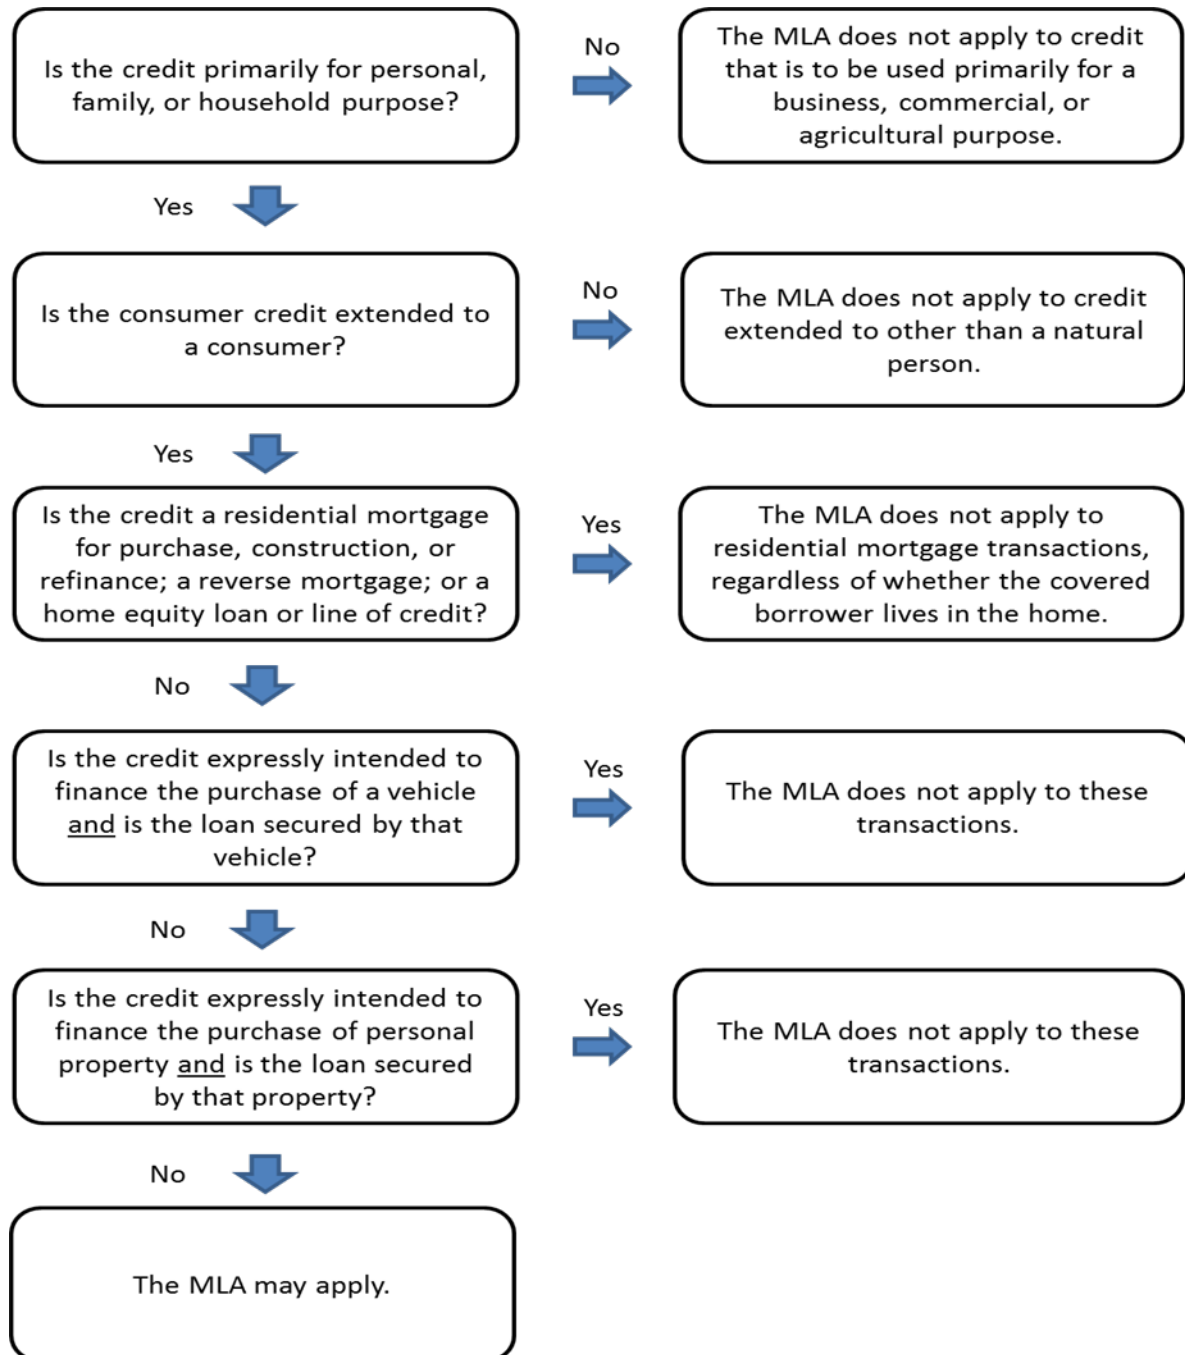 Is the credit primarily for personal,
family, or household purpose?
No
The MLA does not apply to credit
that is to be used primarily for a
business, commercial, or
agricultural purpose.
Yes
Is the consumer credit extended to
a consumer?
No
The MLA does not apply to credit
extended to other than a natural
person.
Yes
Is the credit a residential mortgage
for purchase, construction, or
refinance; a reverse mortgage; or a
home equity loan or line of credit?
Yes
The MLA does not apply to
residential mortgage transactions,
regardless of whether the covered
borrower lives in the home.
No
Is the credit expressly intended to
finance the purchase of a vehicle
and is the loan secured by that
vehicle?
Yes
The MLA does not apply to these
transactions.
No
Is the credit expressly intended to
finance the purchase of personal
property and is the loan secured
by that property?
Yes
The MLA does not apply to these
transactions.
No
The MLA may apply.